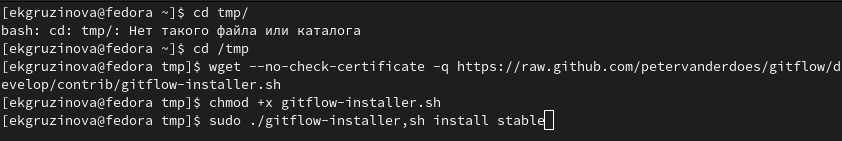 [ekgruzinova@fedora ~]$ cd tmp/
bash: cd: tmp/: Нет такого файла или каталога
[ekgruzinova@fedora ~]$ cd /tmp
[ekgruzinova@fedora tmp]$ wget --no-check-certificate -q https://raw.github.com/petervanderdoes/gitflow/d
evelop/contrib/gitflow-installer.sh
[ekgruzinova@fedora tmp]$ chmod +x gitflow-installer.sh
[ekgruzinova@fedora tmp]$ sudo ./gitflow-installer,sh install stable